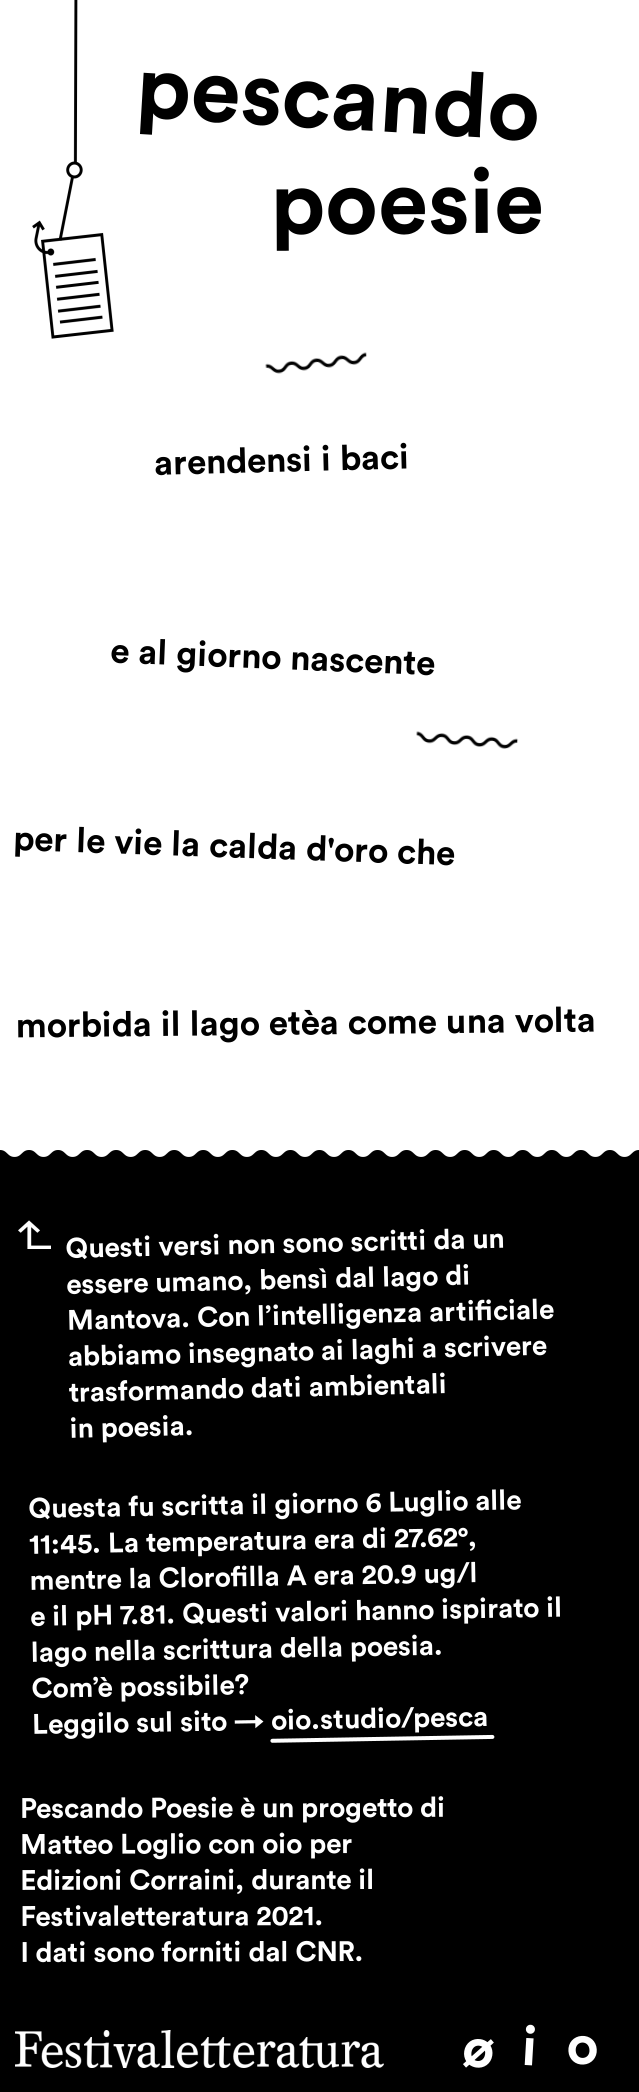 pescando
poesie
arendensi i baci
e al giorno nascente
per le vie la calda d'oro che
morbida il lago etèa come una volta
Questi versi non sono scritti da un
essere umano, bensì dal lago di
Mantova. Con l’intelligenza artificiale
abbiamo insegnato ai laghi a scrivere
trasformando dati ambientali
in poesia.
Questa fu scritta il giorno 6 Luglio alle
11:45. La temperatura era di 27.62°,
mentre la Clorofilla A era 20.9 ug/l
e il pH 7.81. Questi valori hanno ispirato il
lago nella scrittura della poesia.
Com’è possibile?
Leggilo sul sito → oio.studio/pesca
Pescando Poesie è un progetto di
Matteo Loglio con oio per
Edizioni Corraini, durante il
Festivaletteratura 2021.
I dati sono forniti dal CNR.
Festivaletteratura ø i o